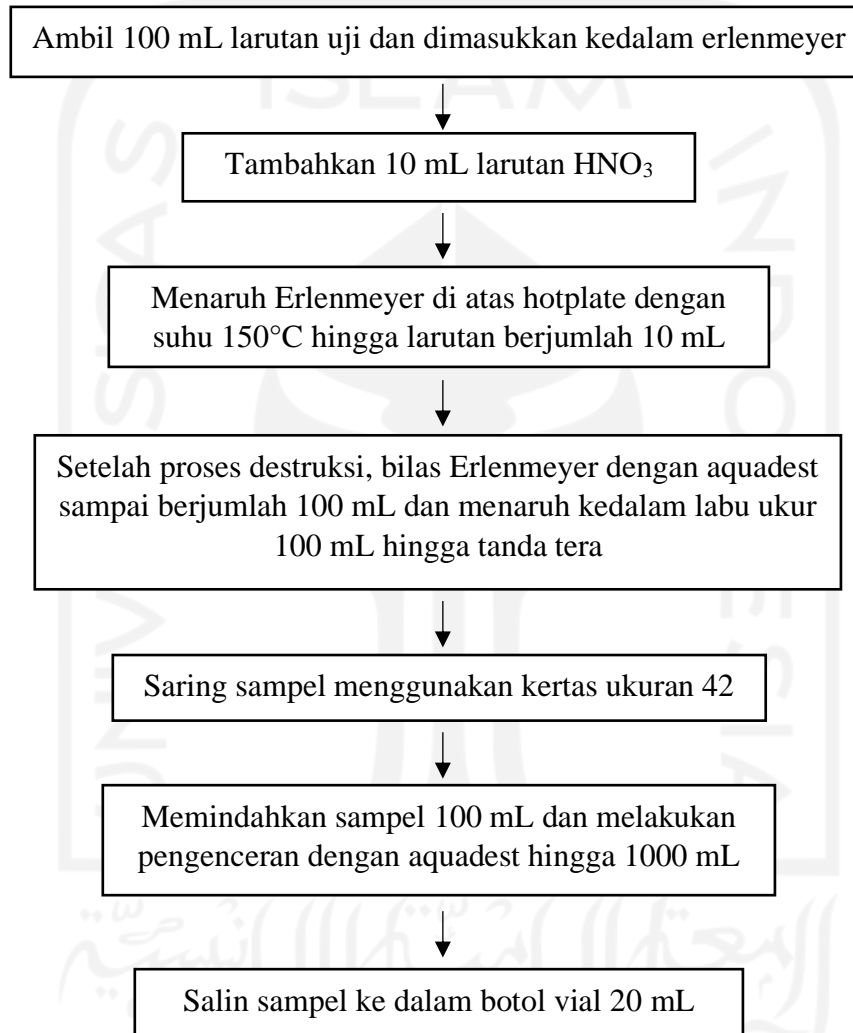 Ambil 100 mL larutan uji dan dimasukkan kedalam erlenmeyer
ISLAM
Tambahkan 10 mL larutan HNO₃
Menaruh Erlenmeyer di atas hotplate dengan
suhu 150°C hingga larutan berjumlah 10 mL
Setelah proses destruksi, bilas Erlenmeyer dengan aquadest
sampai berjumlah 100 mL dan menaruh kedalam labu ukur
100 mL hingga tanda tera
Saring sampel menggunakan kertas ukuran 42
Memindahkan sampel 100 mL dan melakukan
pengenceran dengan aquadest hingga 1000 mL
Salin sampel ke dalam botol vial 20 mL